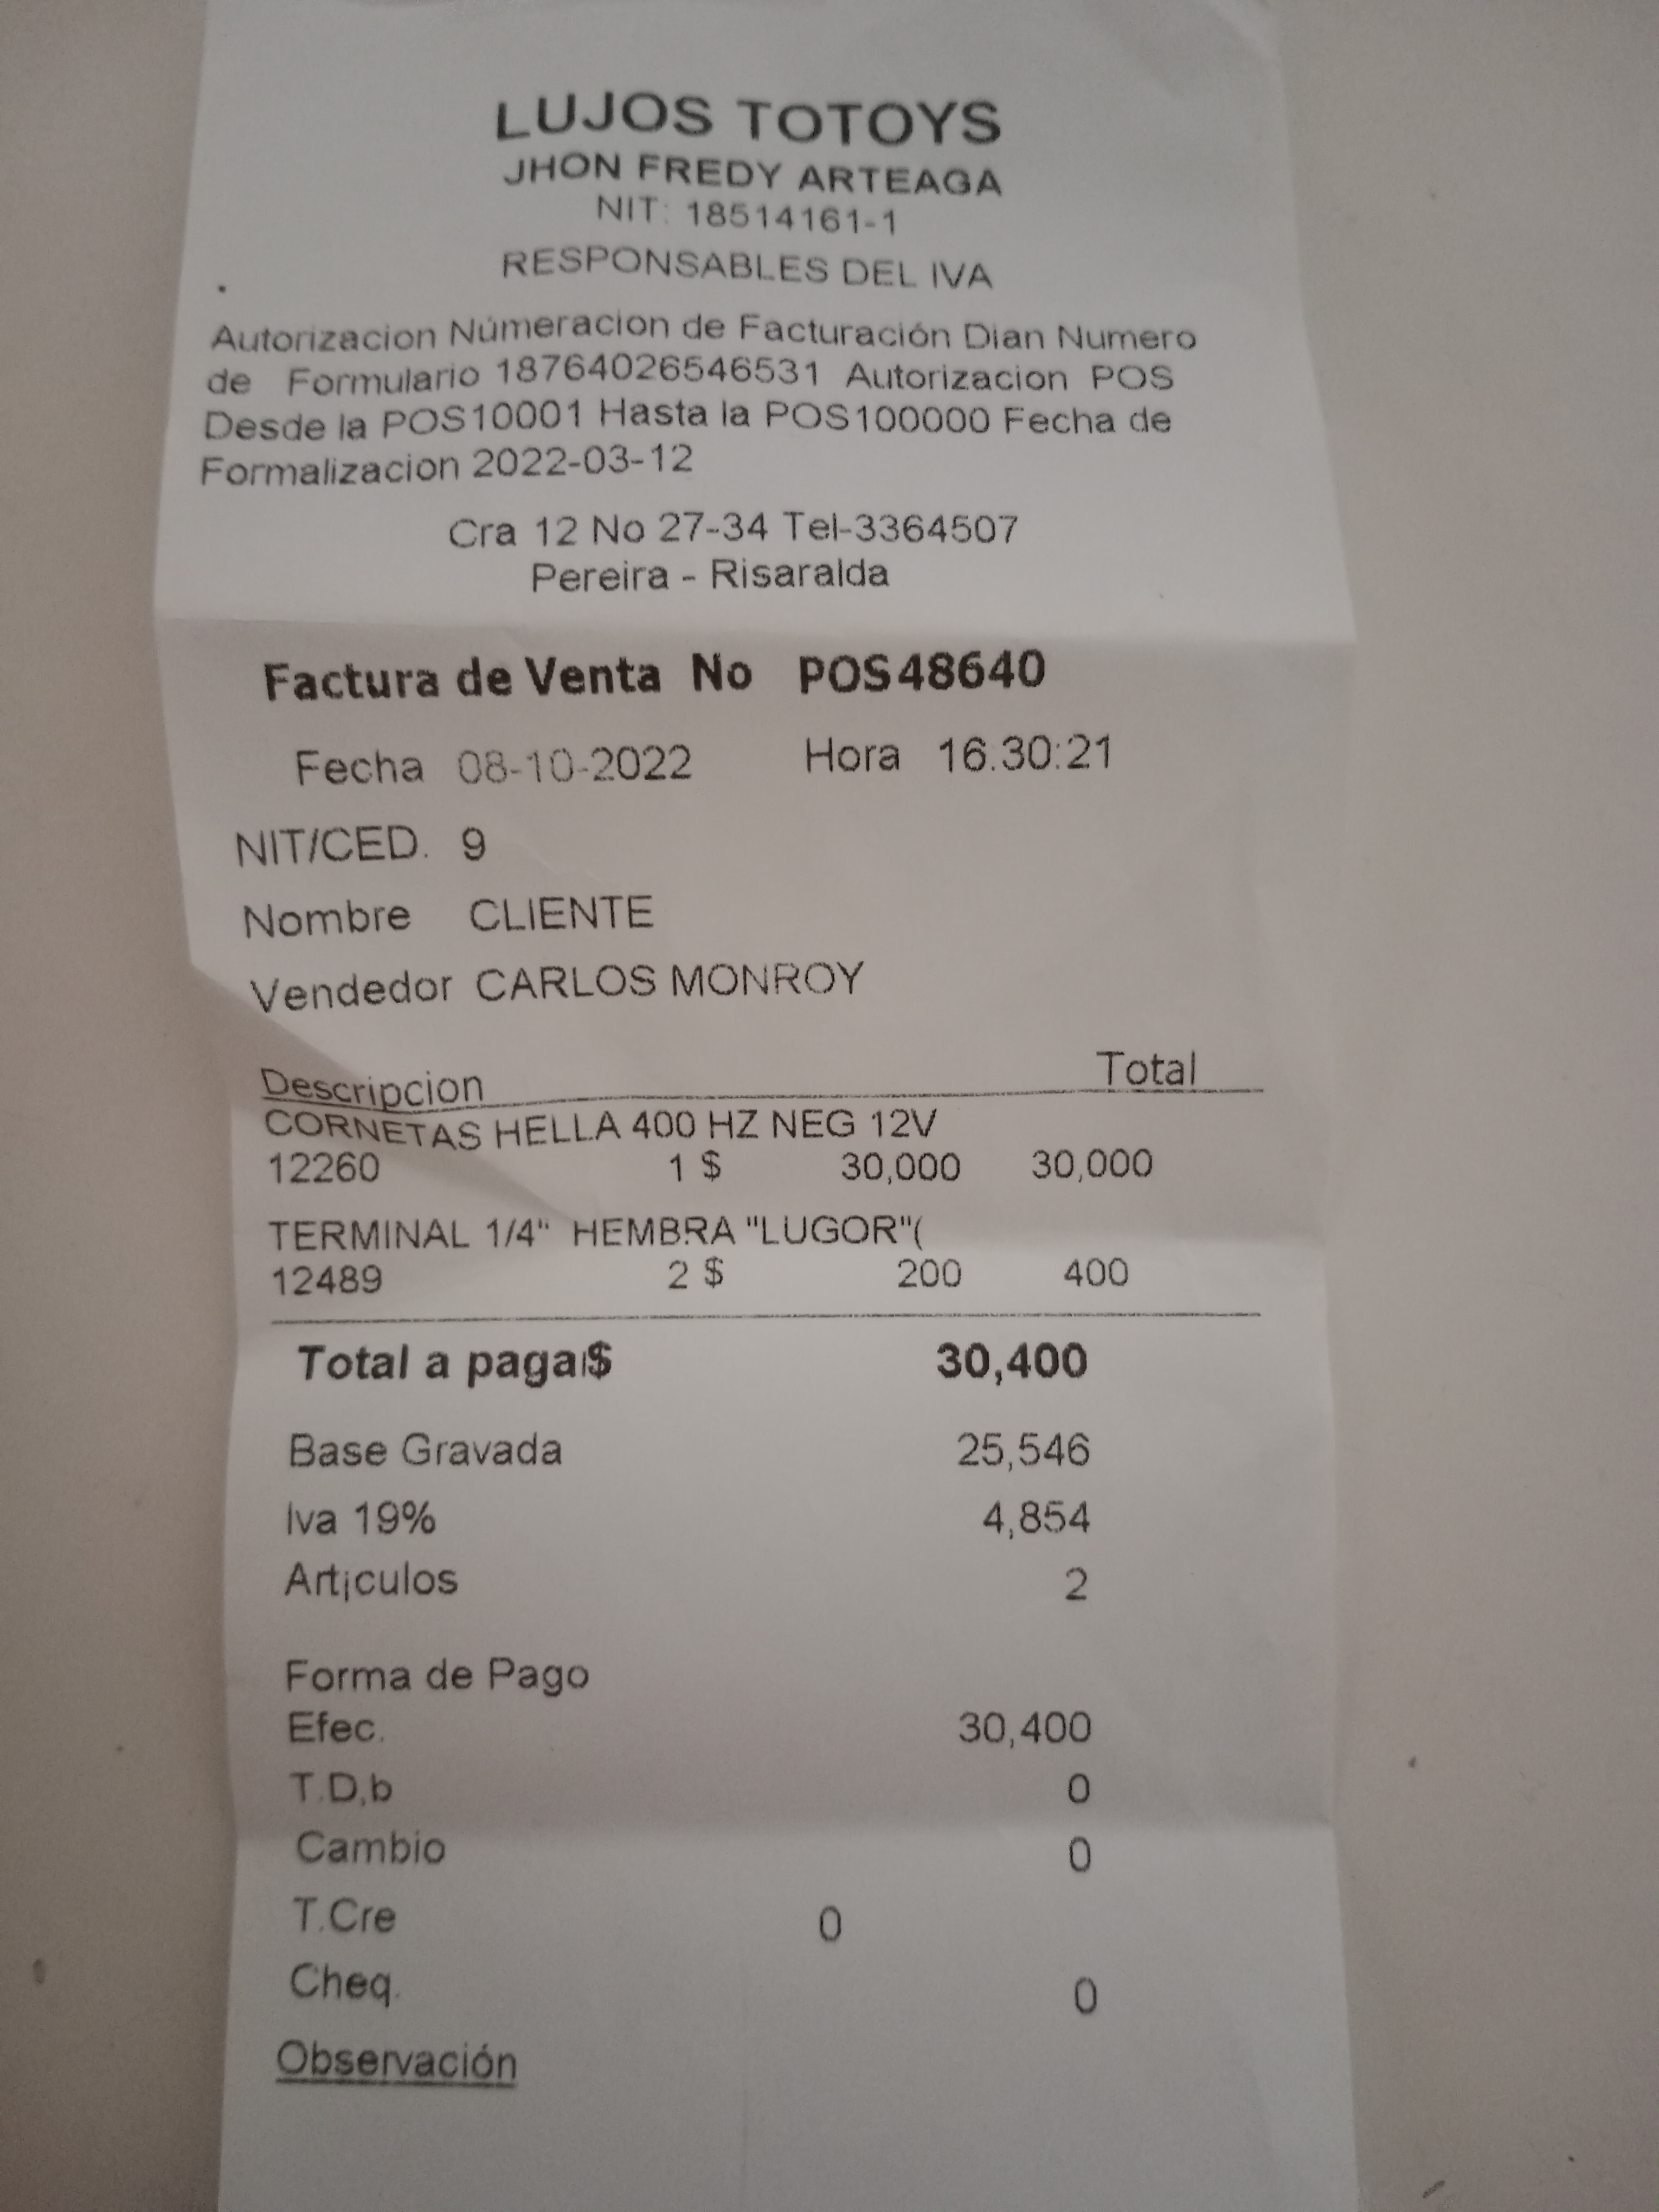 LUJOS TOTOYS
JHON FREDY ARTEAGA
NIT: 18514161-1
RESPONSABLES DEL IVA
Autorizacion Númeracion de Facturación Dian Numero
de Formulario 18764026546531 Autorizacion POS
Desde la POS10001 Hasta la POS100000 Fecha de
Formalizacion 2022-03-12
Cra 12 No 27-34 Tel-3364507
Pereira - Risaralda
Factura de Venta No POS48640
Fecha 08-10-2022 Hora 16:30:21
NIT/CED. 9
Nombre CLIENTE
Vendedor CARLOS MONROY
Descripcion Total
CORNETAS HELLA 400 HZ NEG 12V
12260 1 $ 30,000 30,000
TERMINAL 1/4" HEMBRA "LUGOR"(
12489 2 $ 200 400
Total a pagar$ 30,400
Base Gravada 25,546
Iva 19% 4,854
Art¡culos 2
Forma de Pago
Efec. 30,400
T.D,b 0
Cambio 0
T.Cre 0
Cheq. 0
Observación